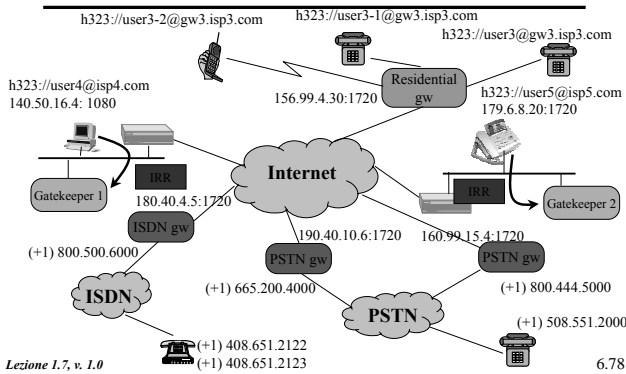 h323://user3-1@gw3.isp3.com
h323://user3-2@gw3.isp3.com
h323://user3@gw3.isp3.com
h323://user4@isp4.com
140.50.16.4: 1080
Residential
gw
156.99.4.30:1720
h323://user5@isp5.com
179.6.8.20:1720
Internet
IRR
IRR
Gatekeeper 1
Gatekeeper 2
180.40.4.5:1720
ISDN gw
190.40.10.6:1720
160.99.15.4:1720
(+1) 800.500.6000
PSTN gw
PSTN gw
(+1) 665.200.4000
(+1) 800.444.5000
ISDN
PSTN
(+1) 508.551.2000
(+1) 408.651.2122
(+1) 408.651.2123
Lezione 1.7, v. 1.0
6.78